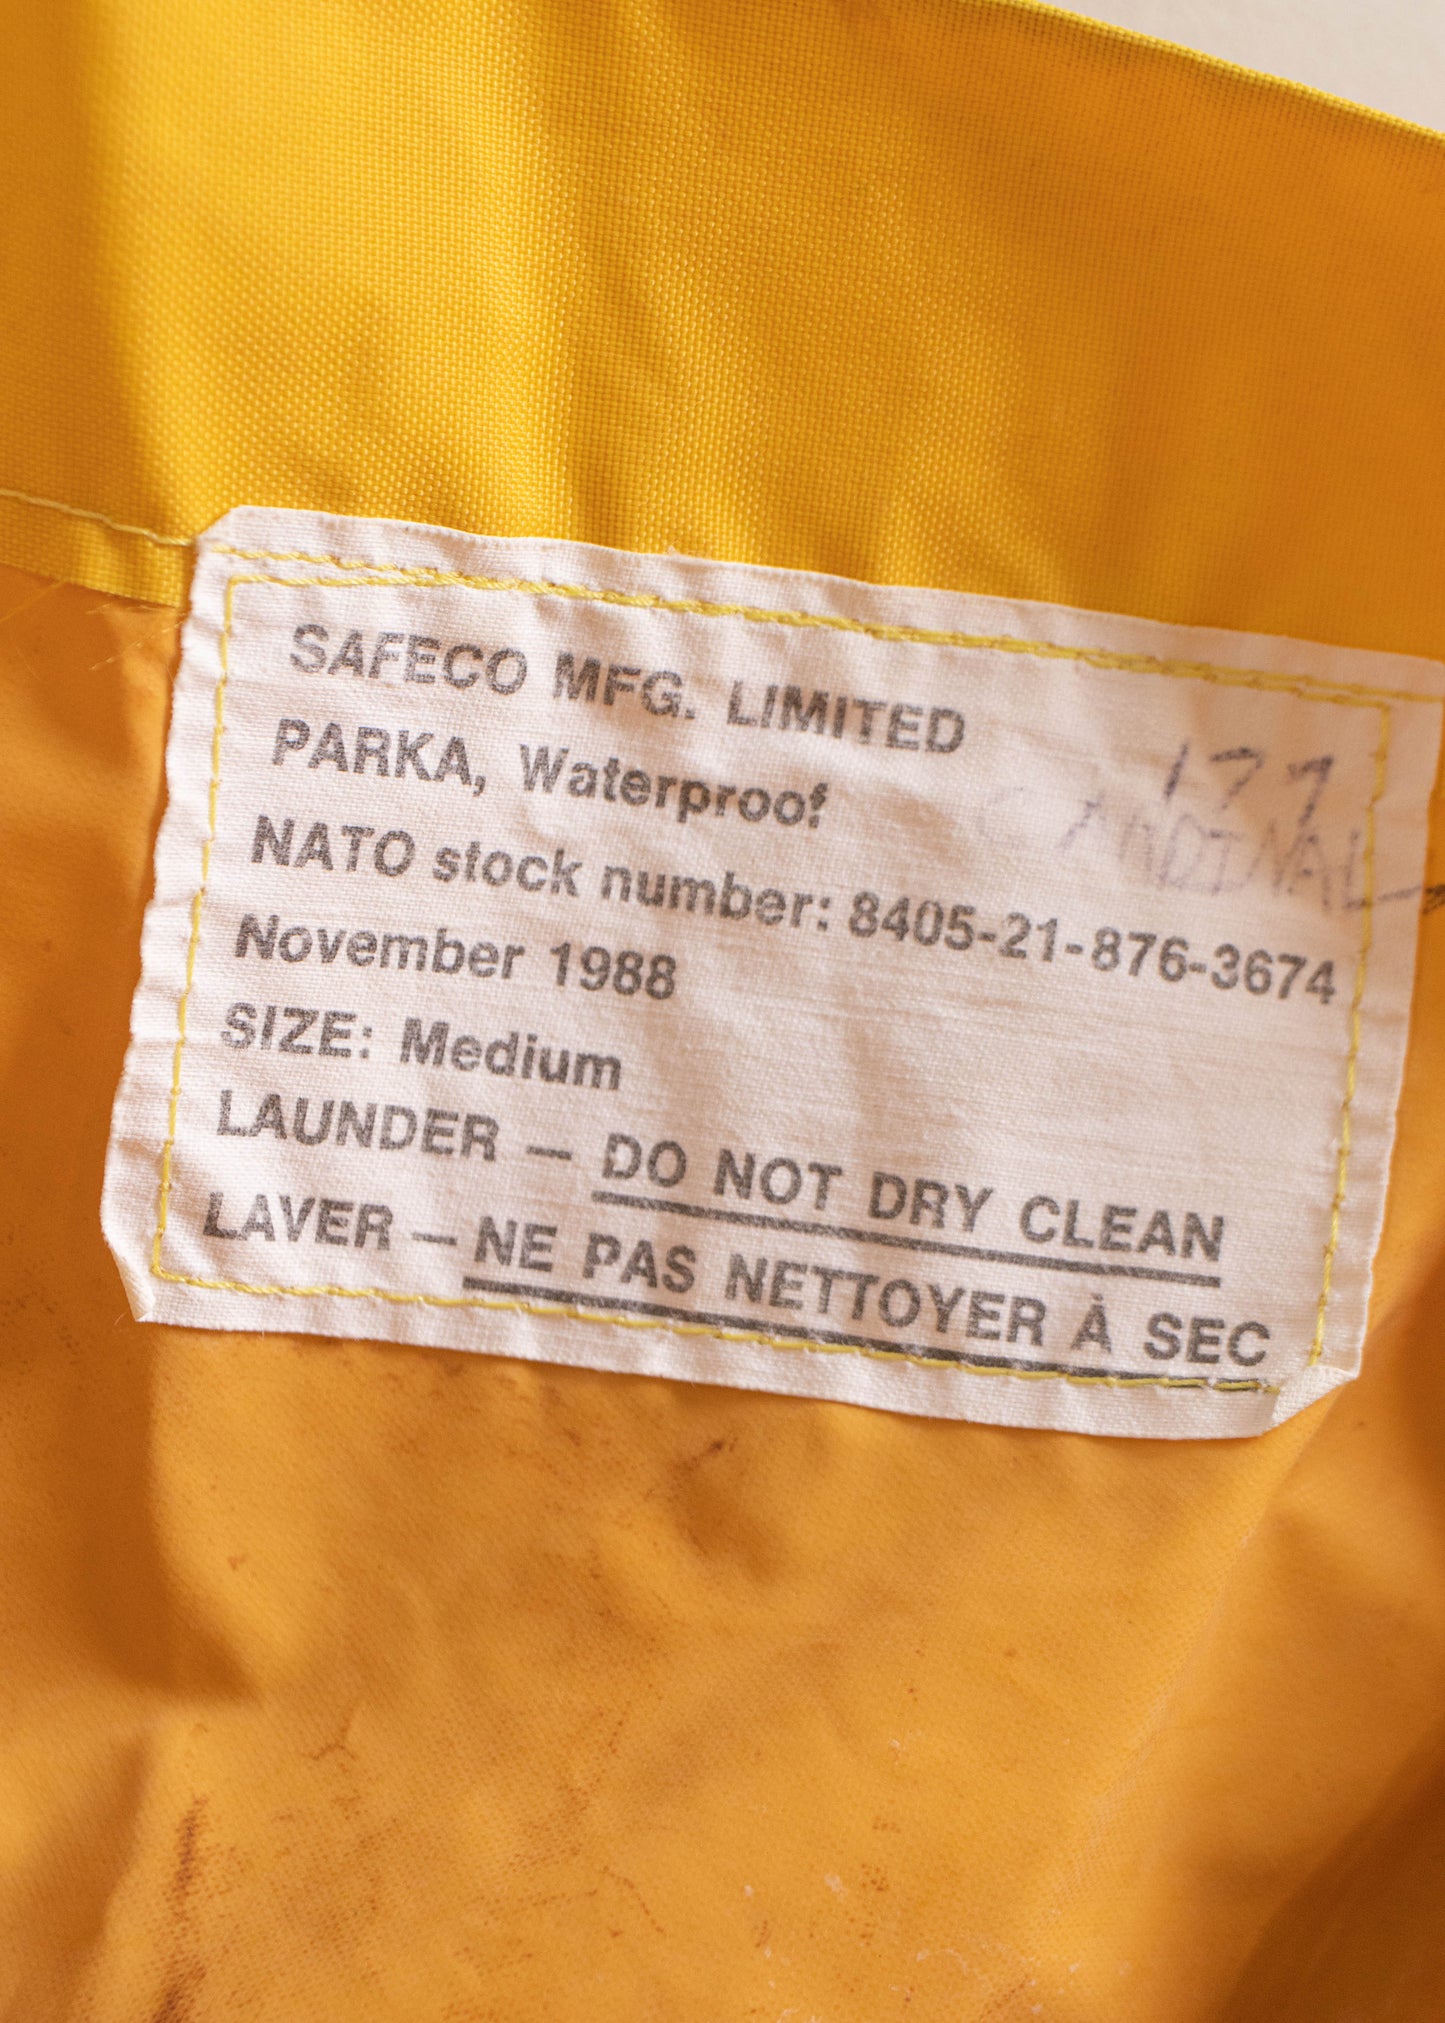 SAFECO MFG. LIMITED
PARKA, Waterproof
177
NATO stock number: 8405-21-876-3674
November 1988
SIZE: Medium
LAUNDER – DO NOT DRY CLEAN
LAVER – NE PAS NETTOYER À SEC